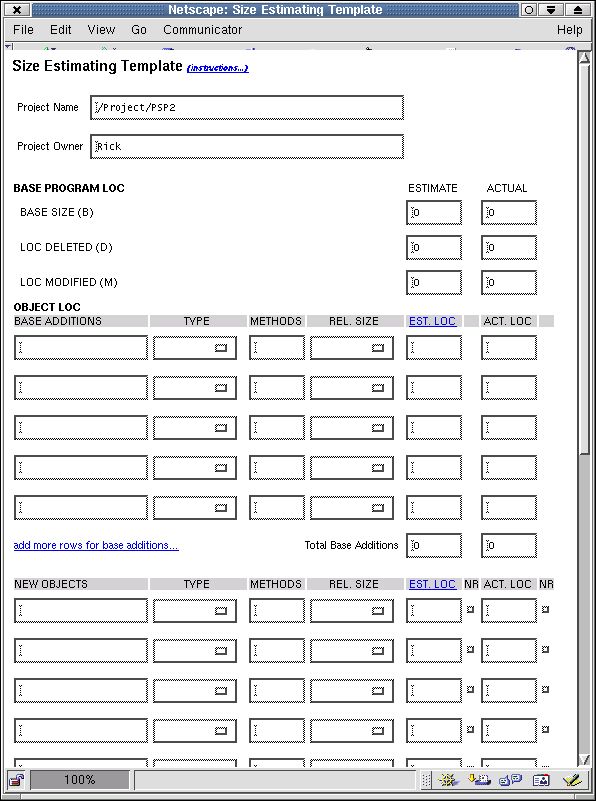 Netscape: Size Estimating Template
File Edit View Go Communicator Help
Size Estimating Template (instructions...)
Project Name /Project/PSP2
Project Owner Rick
BASE PROGRAM LOC ESTIMATE ACTUAL
BASE SIZE (B) 0 0
LOC DELETED (D) 0 0
LOC MODIFIED (M) 0 0
OBJECT LOC
BASE ADDITIONS TYPE METHODS REL. SIZE EST. LOC ACT. LOC
add more rows for base additions... Total Base Additions 0 0
NEW OBJECTS TYPE METHODS REL. SIZE EST. LOC NR ACT. LOC NR
100%